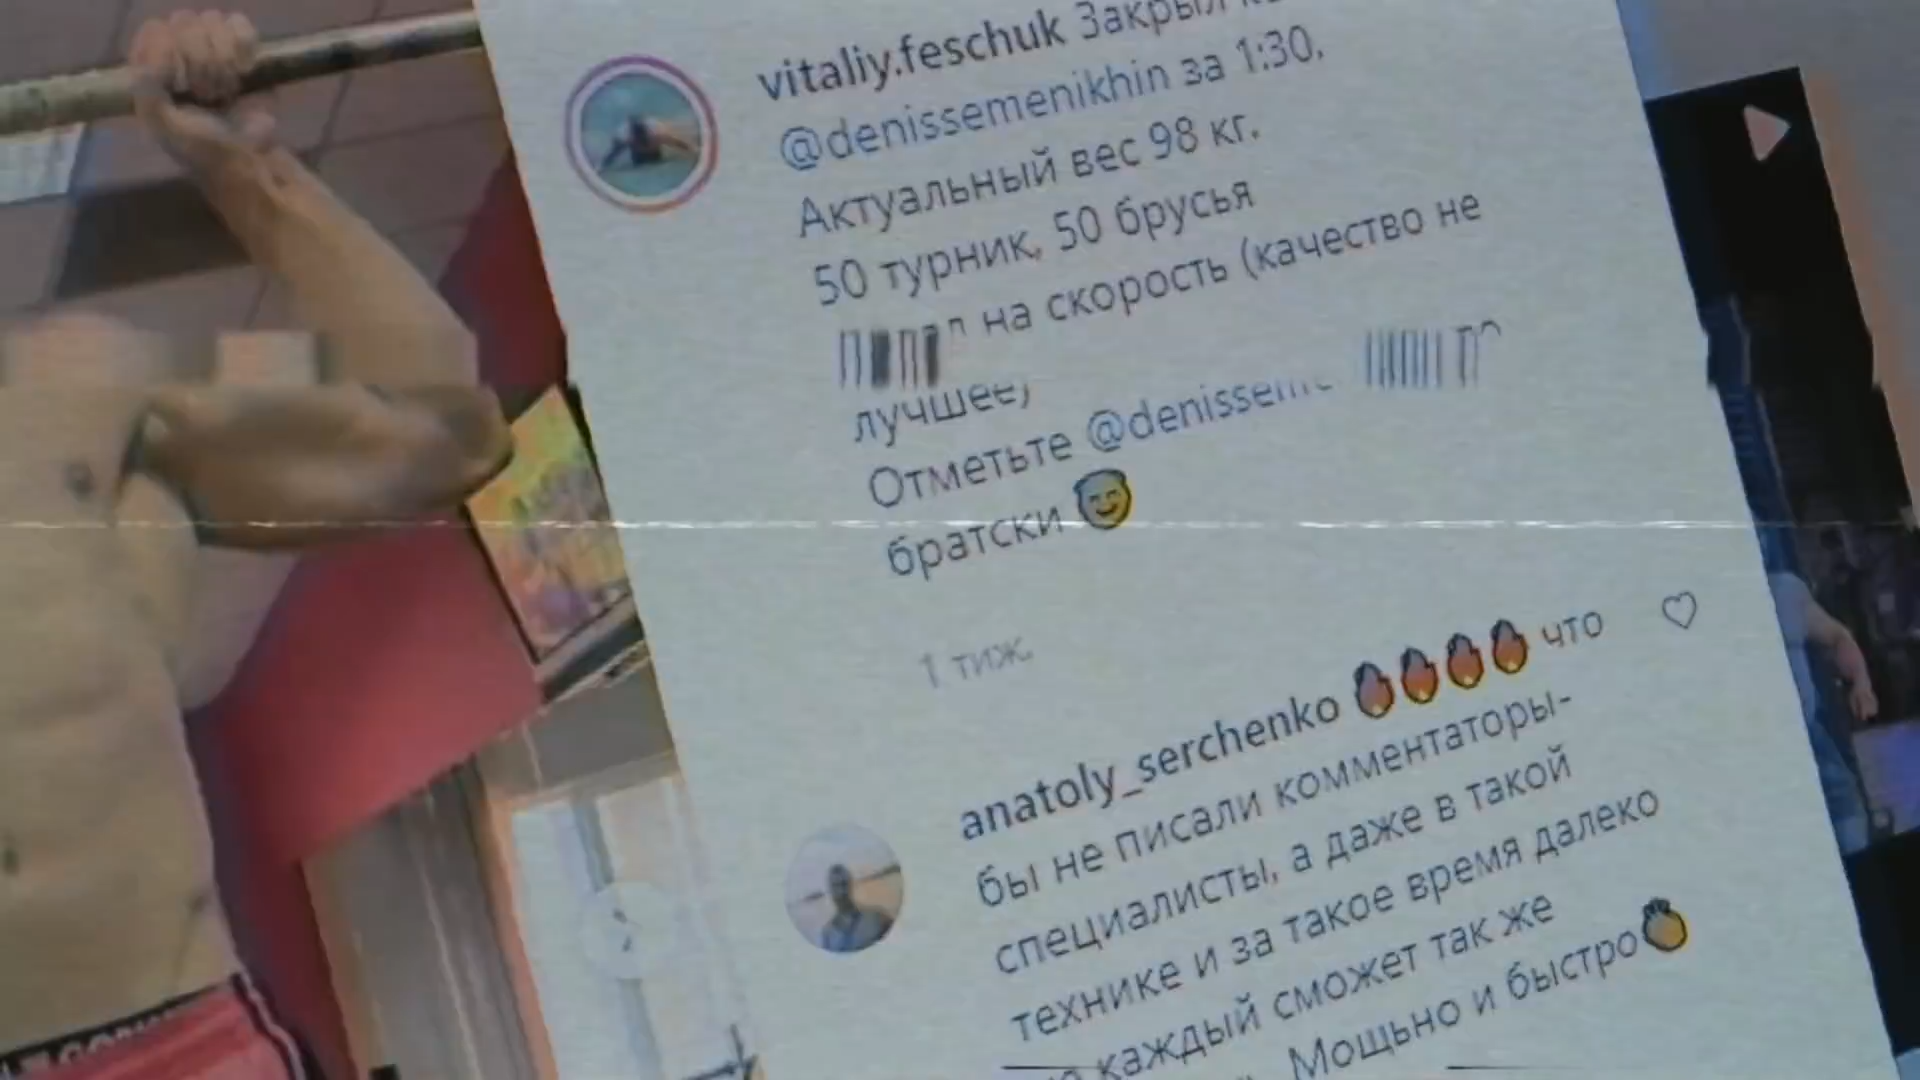 vitaliy.feschuk Закрыл
@denissemenikhin за 1:30.
Актуальный вес 98 кг.
50 турник, 50 брусья
на скорость (качество не
лучшее)
Отметьте
братски 😅
1 тиж.
anatoly_serchenko 🔥🔥🔥🔥 что
бы не писали комментаторы-
специалисты, а даже в такой
технике и за такое время далеко
каждый сможет так же
Мощьно и быстро👌